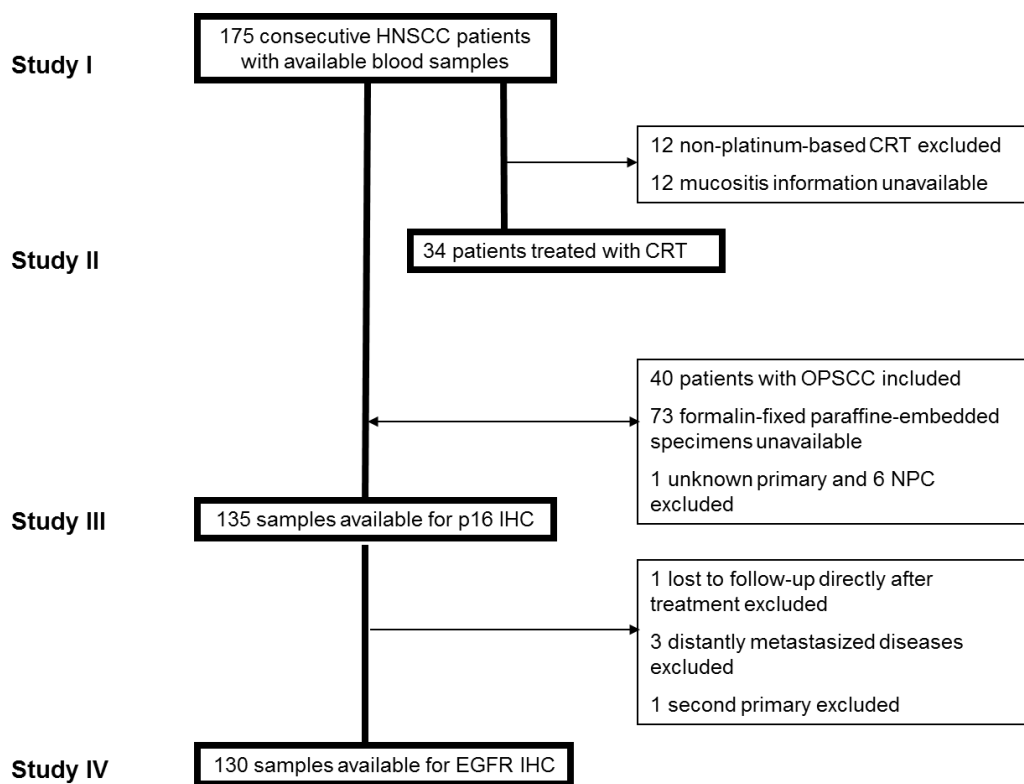 Study I
175 consecutive HNSCC patients
with available blood samples
12 non-platinum-based CRT excluded
12 mucositis information unavailable
Study II
34 patients treated with CRT
40 patients with OPSCC included
73 formalin-fixed paraffine-embedded
specimens unavailable
1 unknown primary and 6 NPC
excluded
Study III
135 samples available for p16 IHC
1 lost to follow-up directly after
treatment excluded
3 distantly metastasized diseases
excluded
1 second primary excluded
Study IV
130 samples available for EGFR IHC